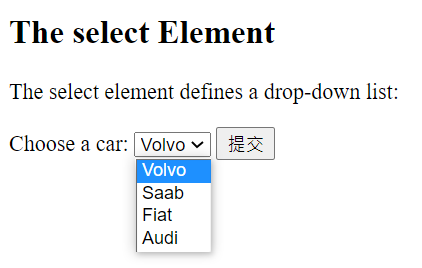 The select Element
The select element defines a drop-down list:
Choose a car: Volvo 提交
Volvo
Saab
Fiat
Audi